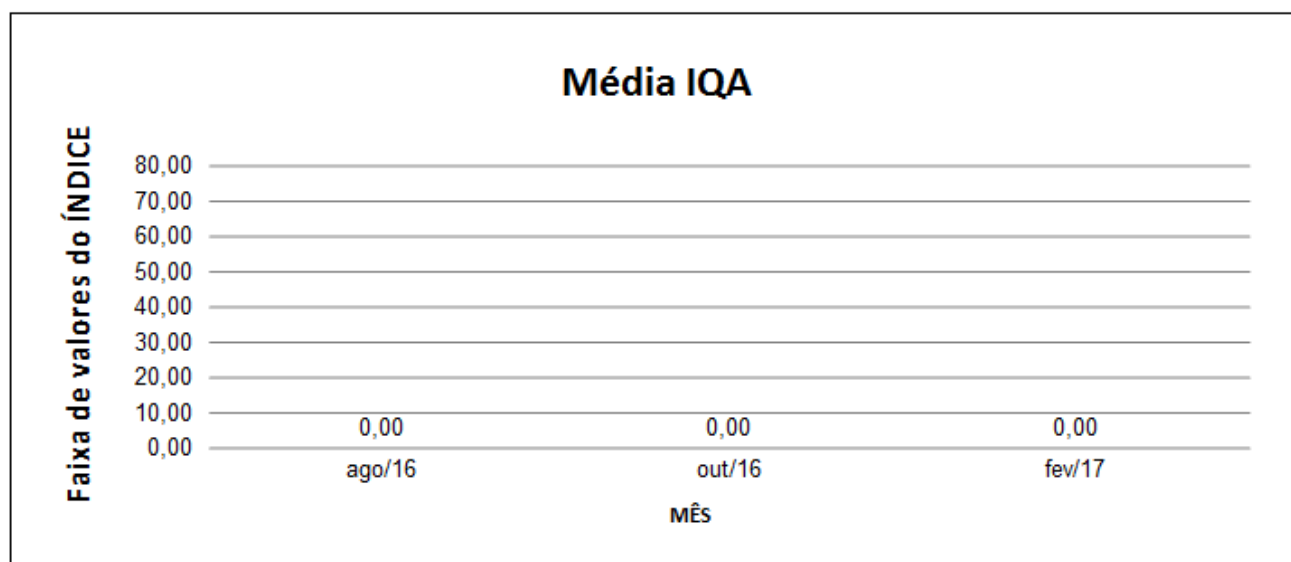 Média IQA
Faixa de valores do ÍNDICE
80,00
70,00
60,00
50,00
40,00
30,00
20,00
10,00
0,00
0,00 0,00 0,00
ago/16 out/16 fev/17
MÊS